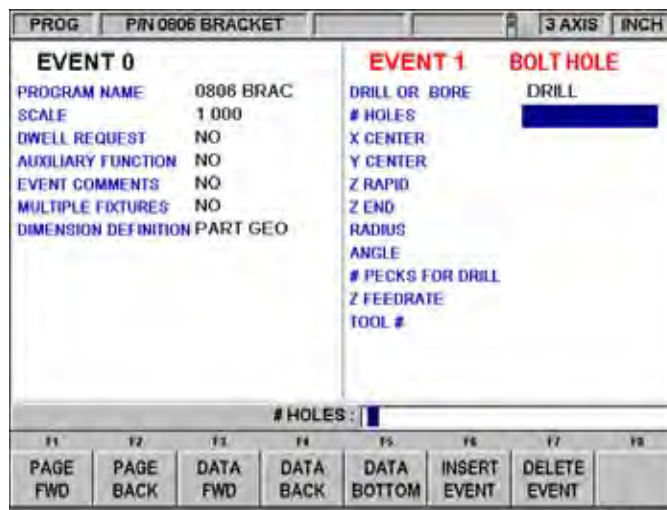 PROG P/N 0806 BRACKET 3 AXIS INCH
EVENT 0
PROGRAM NAME 0806 BRAC
SCALE 1.000
DWELL REQUEST NO
AUXILIARY FUNCTION NO
EVENT COMMENTS NO
MULTIPLE FIXTURES NO
DIMENSION DEFINITION PART GEO
EVENT 1 BOLT HOLE
DRILL OR BORE DRILL
# HOLES
X CENTER
Y CENTER
Z RAPID
Z END
RADIUS
ANGLE
# PECKS FOR DRILL
Z FEEDRATE
TOOL #
# HOLES :
F1 F2 F3 F4 F5 F6 F7 F8
PAGE FWD
PAGE BACK
DATA FWD
DATA BACK
DATA BOTTOM
INSERT EVENT
DELETE EVENT